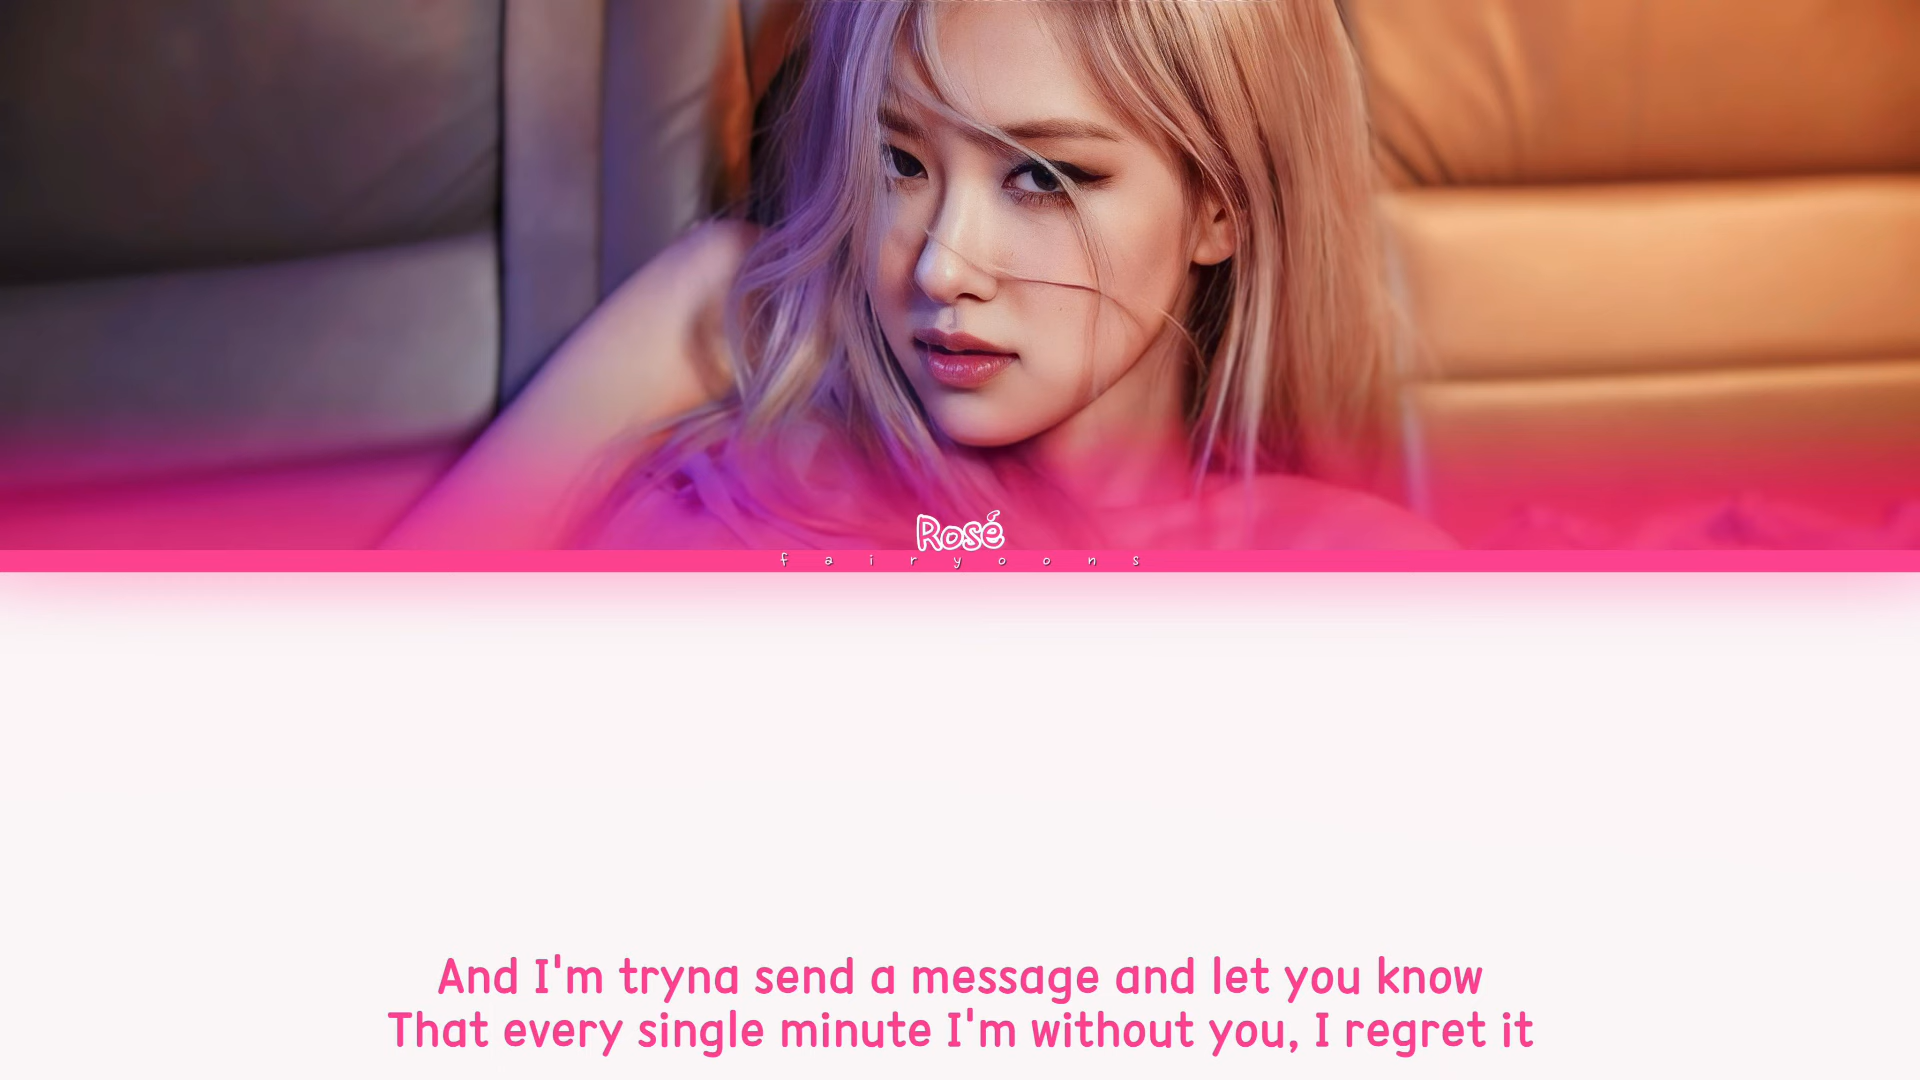 Rosé
fairyoons
And I'm tryna send a message and let you know
That every single minute I'm without you, I regret it